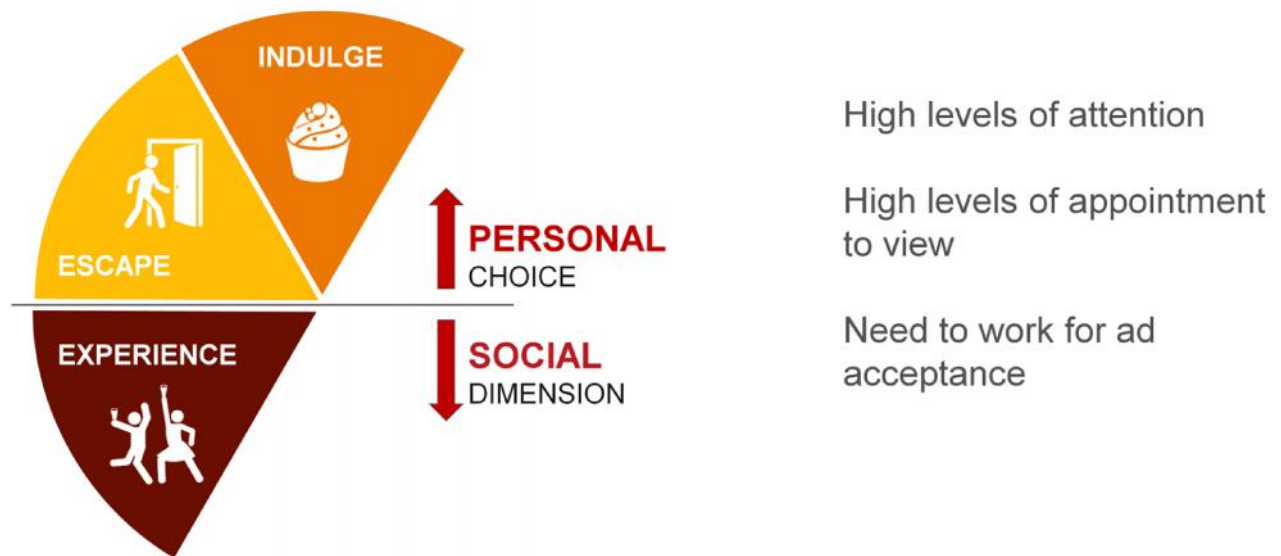 INDULGE
ESCAPE
EXPERIENCE
PERSONAL
CHOICE
SOCIAL
DIMENSION
High levels of attention
High levels of appointment
to view
Need to work for ad
acceptance